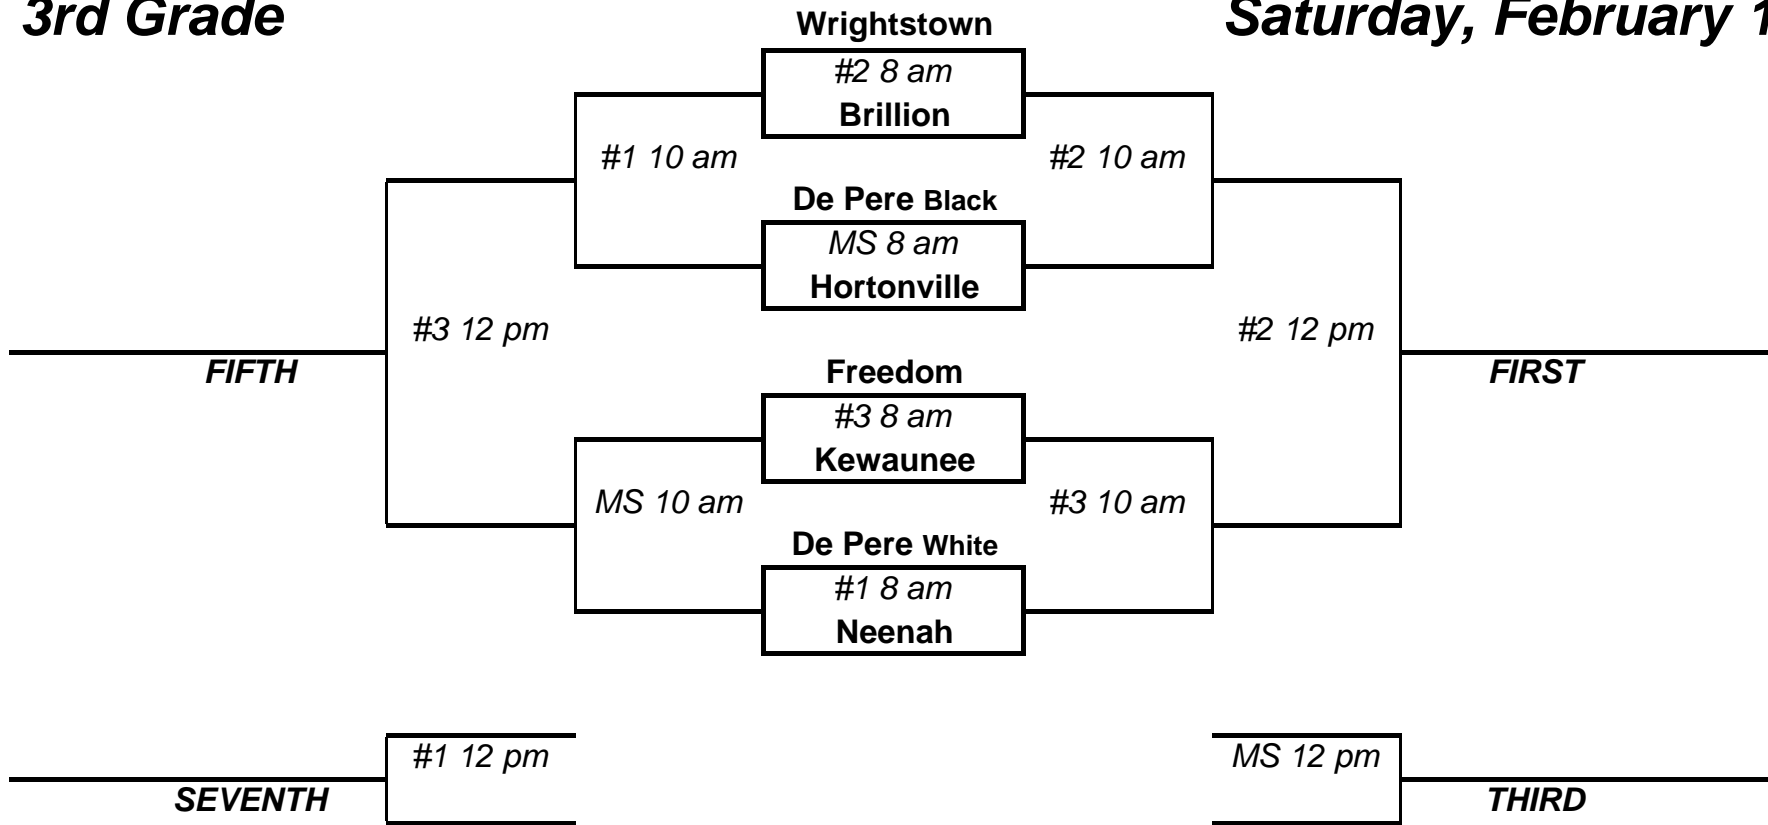 3rd Grade
Wrightstown
Saturday, February 1
#2 8 am
Brillion
#1 10 am
#2 10 am
De Pere Black
MS 8 am
Hortonville
#3 12 pm
#2 12 pm
FIFTH
Freedom
FIRST
#3 8 am
Kewaunee
MS 10 am
#3 10 am
De Pere White
#1 8 am
Neenah
#1 12 pm
MS 12 pm
SEVENTH
THIRD